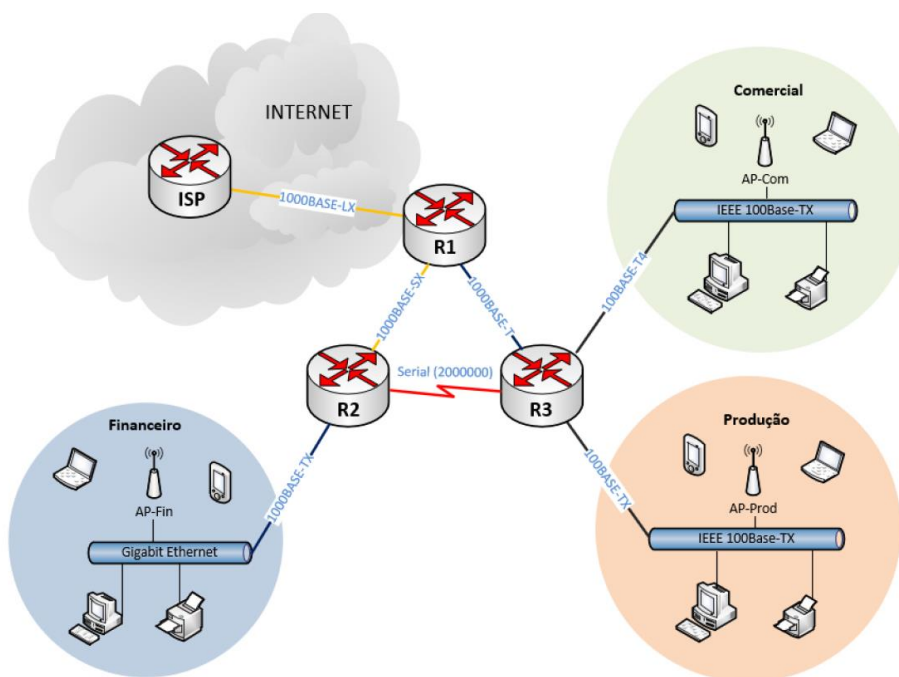 INTERNET
ISP
1000BASE-LX
R1
Comercial
AP-Com
IEEE 100Base-TX
1000BASE-SX
1000BASE-T
100BASE-T4
Serial (2000000)
R2
R3
Financeiro
AP-Fin
Gigabit Ethernet
1000BASE-TX
Produção
AP-Prod
IEEE 100Base-TX
100BASE-TX